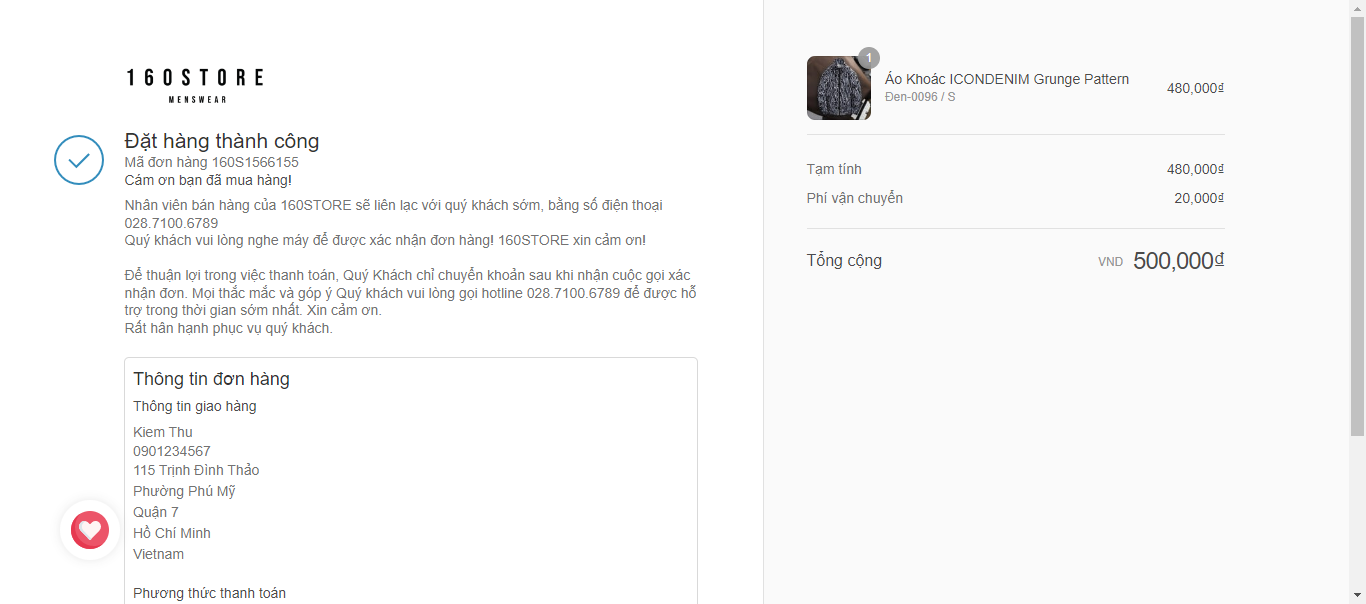 160STORE
MENSWEAR
Đặt hàng thành công
Mã đơn hàng 160S1566155
Cám ơn bạn đã mua hàng!
Nhân viên bán hàng của 160STORE sẽ liên lạc với quý khách sớm, bằng số điện thoại
028.7100.6789
Quý khách vui lòng nghe máy để được xác nhận đơn hàng! 160STORE xin cảm ơn!
Để thuận lợi trong việc thanh toán, Quý Khách chỉ chuyển khoản sau khi nhận cuộc gọi xác
nhận đơn. Mọi thắc mắc và góp ý Quý khách vui lòng gọi hotline 028.7100.6789 để được hỗ
trợ trong thời gian sớm nhất. Xin cảm ơn.
Rất hân hạnh phục vụ quý khách.
Thông tin đơn hàng
Thông tin giao hàng
Kiem Thu
0901234567
115 Trịnh Đình Thảo
Phường Phú Mỹ
Quận 7
Hồ Chí Minh
Vietnam
Phương thức thanh toán
1
Áo Khoác ICONDENIM Grunge Pattern
Đen-0096 / S
480,000₫
Tạm tính 480,000₫
Phí vận chuyển 20,000₫
Tổng cộng VND 500,000₫